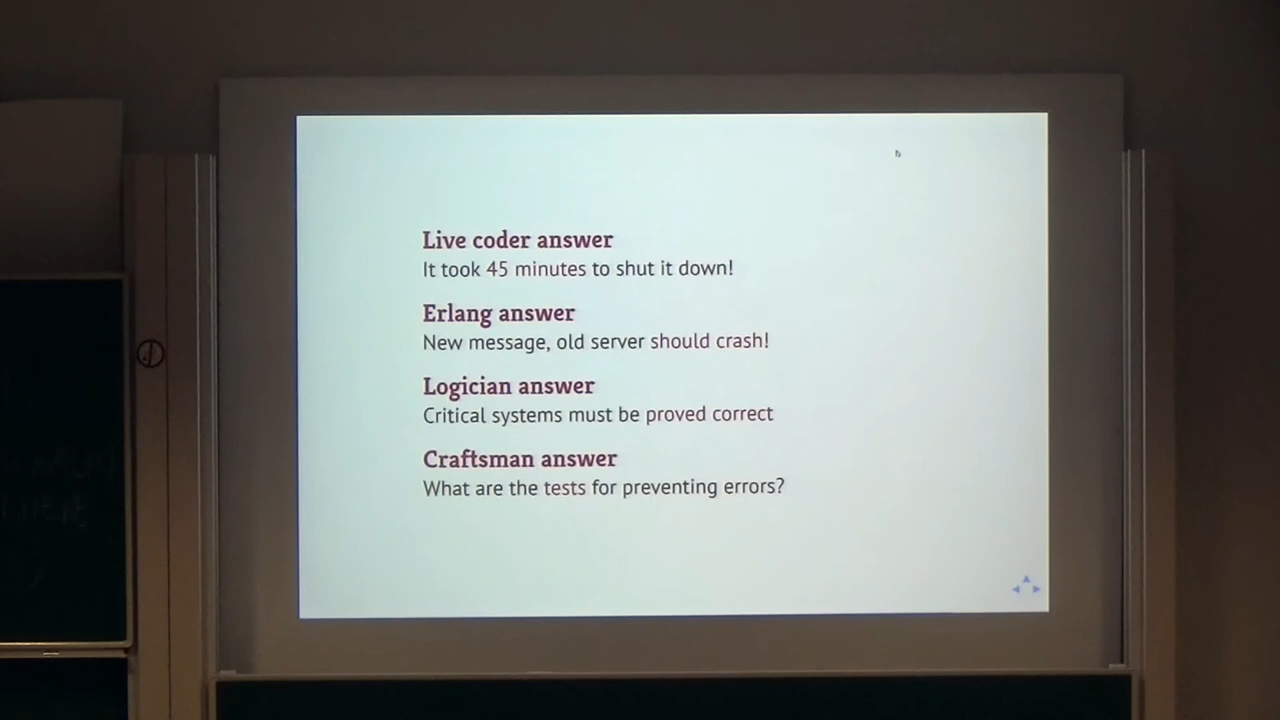 Live coder answer
It took 45 minutes to shut it down!
Erlang answer
New message, old server should crash!
Logician answer
Critical systems must be proved correct
Craftsman answer
What are the tests for preventing errors?